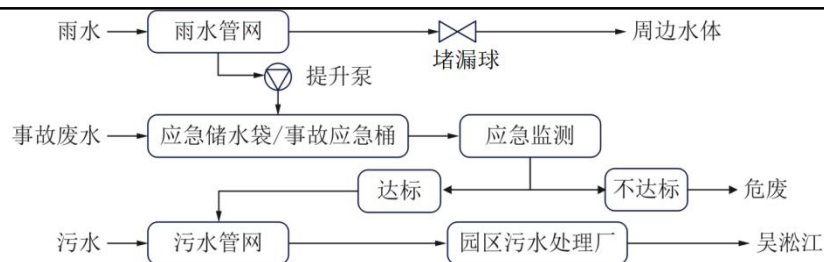 雨水
雨水管网
堵漏球
周边水体
提升泵
事故废水
应急储水袋/事故应急桶
应急监测
达标
不达标
危废
污水
污水管网
园区污水处理厂
吴淞江